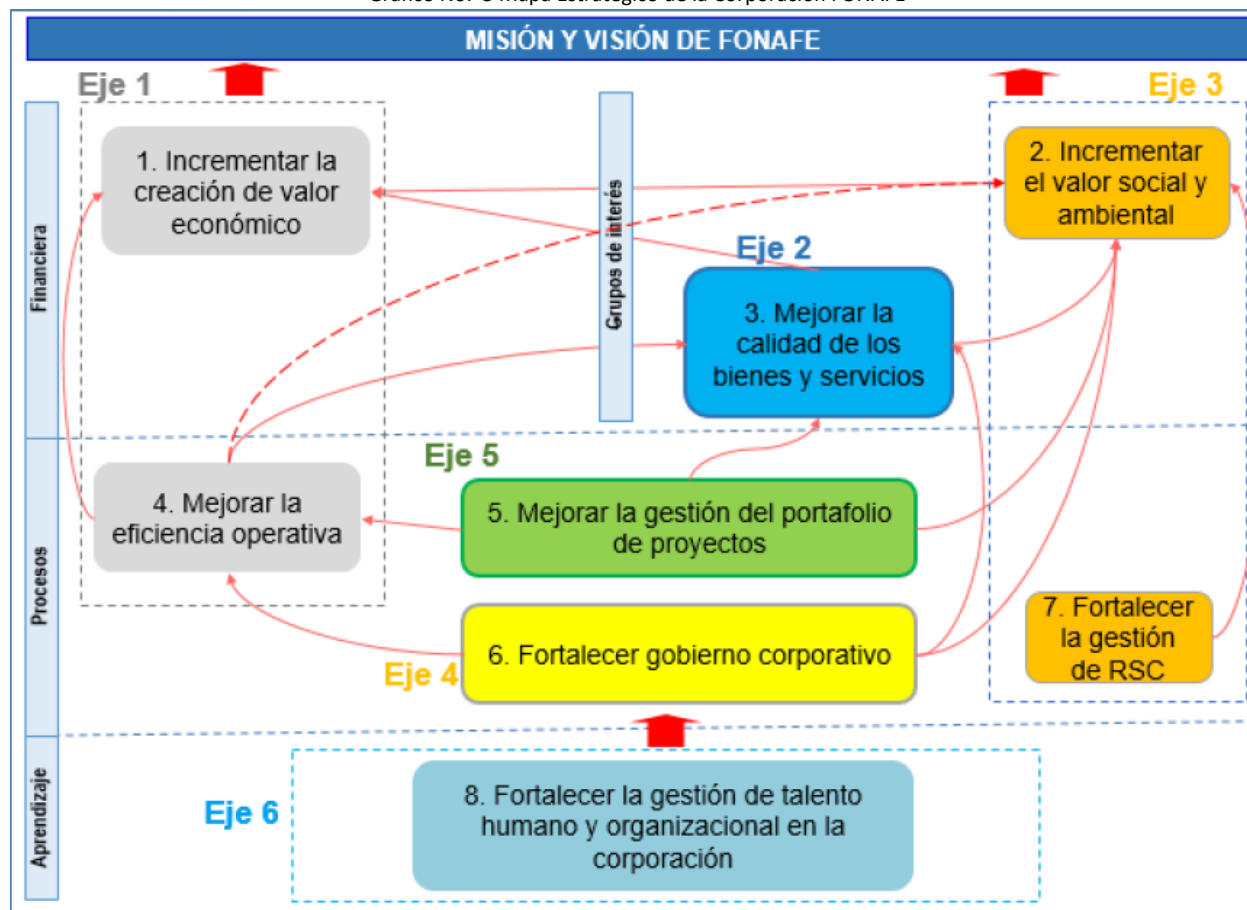 MISIÓN Y VISIÓN DE FONAFE
Eje 1
Eje 3
Financiera
1. Incrementar la
creación de valor
económico
Grupos de interés
2. Incrementar
el valor social y
ambiental
Eje 2
3. Mejorar la
calidad de los
bienes y servicios
Procesos
Eje 5
4. Mejorar la
eficiencia operativa
5. Mejorar la gestión del portafolio
de proyectos
Eje 4
6. Fortalecer gobierno corporativo
7. Fortalecer
la gestión
de RSC
Aprendizaje
Eje 6
8. Fortalecer la gestión de talento
humano y organizacional en la
corporación